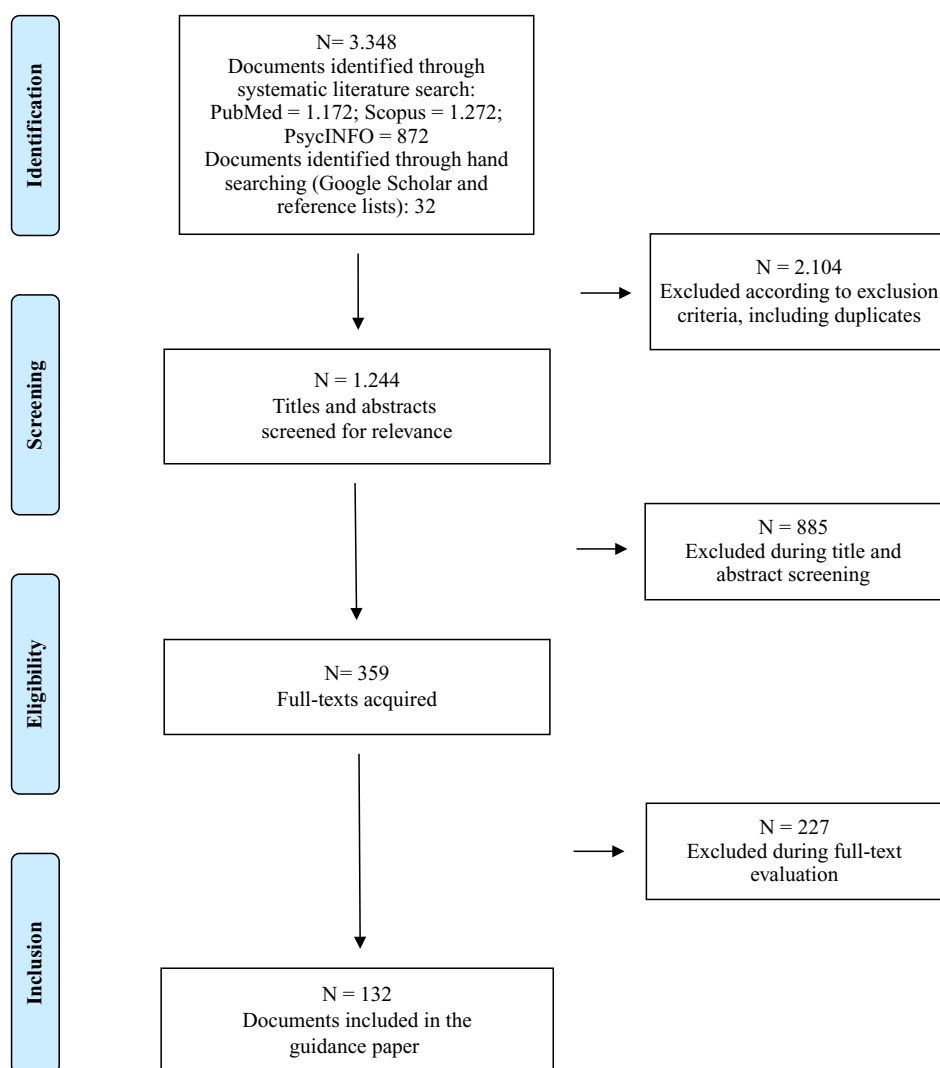 Identification
N= 3.348
Documents identified through
systematic literature search:
PubMed = 1.172; Scopus = 1.272;
PsycINFO = 872
Documents identified through hand
searching (Google Scholar and
reference lists): 32
N = 2.104
Excluded according to exclusion
criteria, including duplicates
Screening
N = 1.244
Titles and abstracts
screened for relevance
N = 885
Excluded during title and
abstract screening
Eligibility
N= 359
Full-texts acquired
N = 227
Excluded during full-text
evaluation
Inclusion
N = 132
Documents included in the
guidance paper